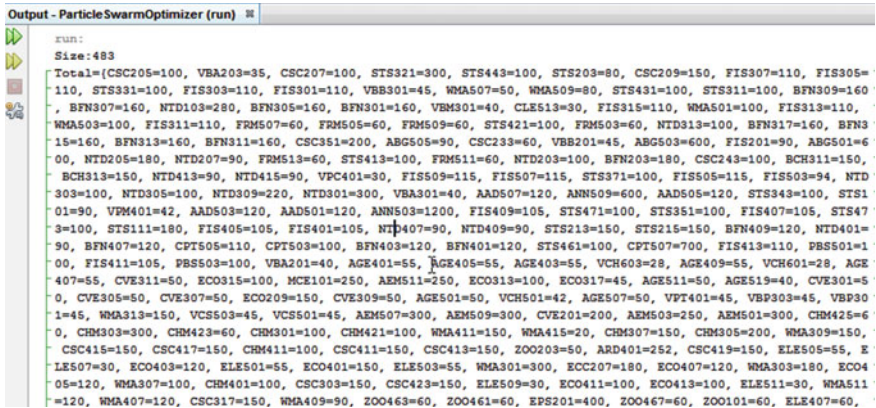 Output - ParticleSwarmOptimizer (run)
run:
Size:483
Total={CSC205=100, VBA203=35, CSC207=100, STS321=300, STS443=100, STS203=80, CSC209=150, FIS307=110, FIS305=
110, STS331=100, FIS303=110, FIS301=110, VBB301=45, WMA507=50, WMA509=80, STS431=100, STS311=100, BFN309=160
, BFN307=160, NTD103=280, BFN305=160, BFN301=160, VBM301=40, CLE513=30, FIS315=110, WMA501=100, FIS313=110,
WMA503=100, FIS311=110, FRM507=60, FRM505=60, FRM509=60, STS421=100, FRM503=60, NTD313=100, BFN317=160, BFN3
15=160, BFN313=160, BFN311=160, CSC351=200, ABG505=90, CSC233=60, VBB201=45, ABG503=600, FIS201=90, ABG501=6
00, NTD205=180, NTD207=90, FRM513=60, STS413=100, FRM511=60, NTD203=100, BFN203=180, CSC243=100, BCH311=150,
BCH313=150, NTD413=90, NTD415=90, VPC401=30, FIS509=115, FIS507=115, STS371=100, FIS505=115, FIS503=94, NTD
303=100, NTD305=100, NTD309=220, NTD301=300, VBA301=40, AAD507=120, ANN509=600, AAD505=120, STS343=100, STS1
01=90, VPM401=42, AAD503=120, AAD501=120, ANN503=1200, FIS409=105, STS471=100, STS351=100, FIS407=105, STS47
3=100, STS111=180, FIS405=105, FIS401=105, NTD407=90, NTD409=90, STS213=150, STS215=150, BFN409=120, NTD401=
90, BFN407=120, CPT505=110, CPT503=100, BFN403=120, BFN401=120, STS461=100, CPT507=700, FIS413=110, PBS501=1
00, FIS411=105, PBS503=100, VBA201=40, AGE401=55, AGE405=55, AGE403=55, VCH603=28, AGE409=55, VCH601=28, AGE
407=55, CVE311=50, ECO315=100, MCE101=250, AEM511=250, ECO313=100, ECO317=45, AGE511=50, AGE519=40, CVE301=5
0, CVE305=50, CVE307=50, ECO209=150, CVE309=50, AGE501=50, VCH501=42, AGE507=50, VPT401=45, VBP303=45, VBP30
1=45, WMA313=150, VCS503=45, VCS501=45, AEM507=300, AEM509=300, CVE201=200, AEM503=250, AEM501=300, CHM425=6
0, CHM303=300, CHM423=60, CHM301=100, CHM421=100, WMA411=150, WMA415=20, CHM307=150, CHM305=200, WMA309=150,
CSC415=150, CSC417=150, CHM411=100, CSC411=150, CSC413=150, ZOO203=50, ARD401=252, CSC419=150, ELE505=55, E
LE507=30, ECO403=120, ELE501=55, ECO401=150, ELE503=55, WMA301=300, ECC207=180, ECO407=120, WMA303=180, ECO4
05=120, WMA307=100, CHM401=100, CSC303=150, CSC423=150, ELE509=30, ECO411=100, ECO413=100, ELE511=30, WMA511
=120, WMA407=120, CSC317=150, WMA409=90, ZOO463=60, ZOO461=60, EPS201=400, ZOO467=60, ZOO101=60, ELE407=60,